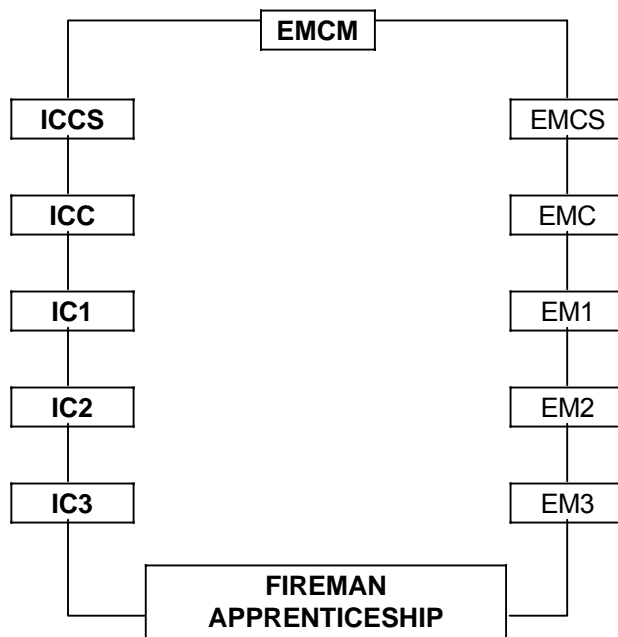 EMCM
ICCS EMCS
ICC EMC
IC1 EM1
IC2 EM2
IC3 EM3
FIREMAN
APPRENTICESHIP